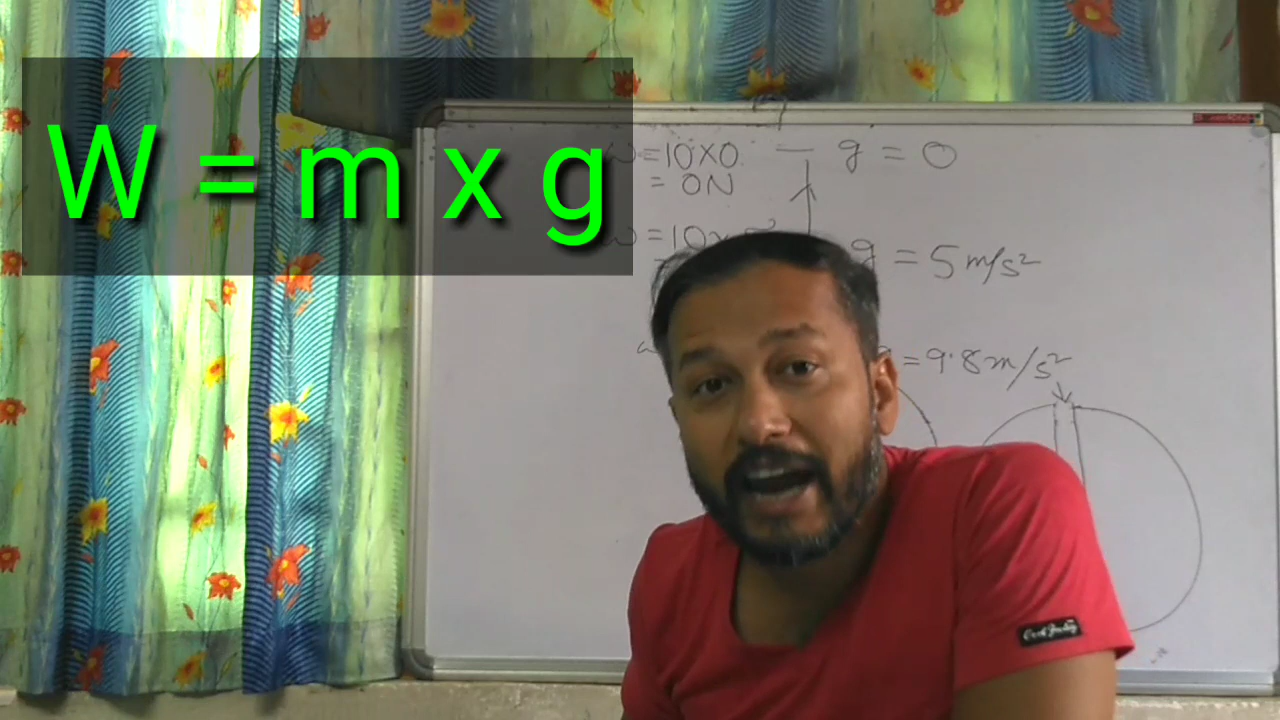 W = m x g
w = 10 X 0 — g = 0
= 0N
w = 10 x g = 5 m/s²
= 9.8 m/s²